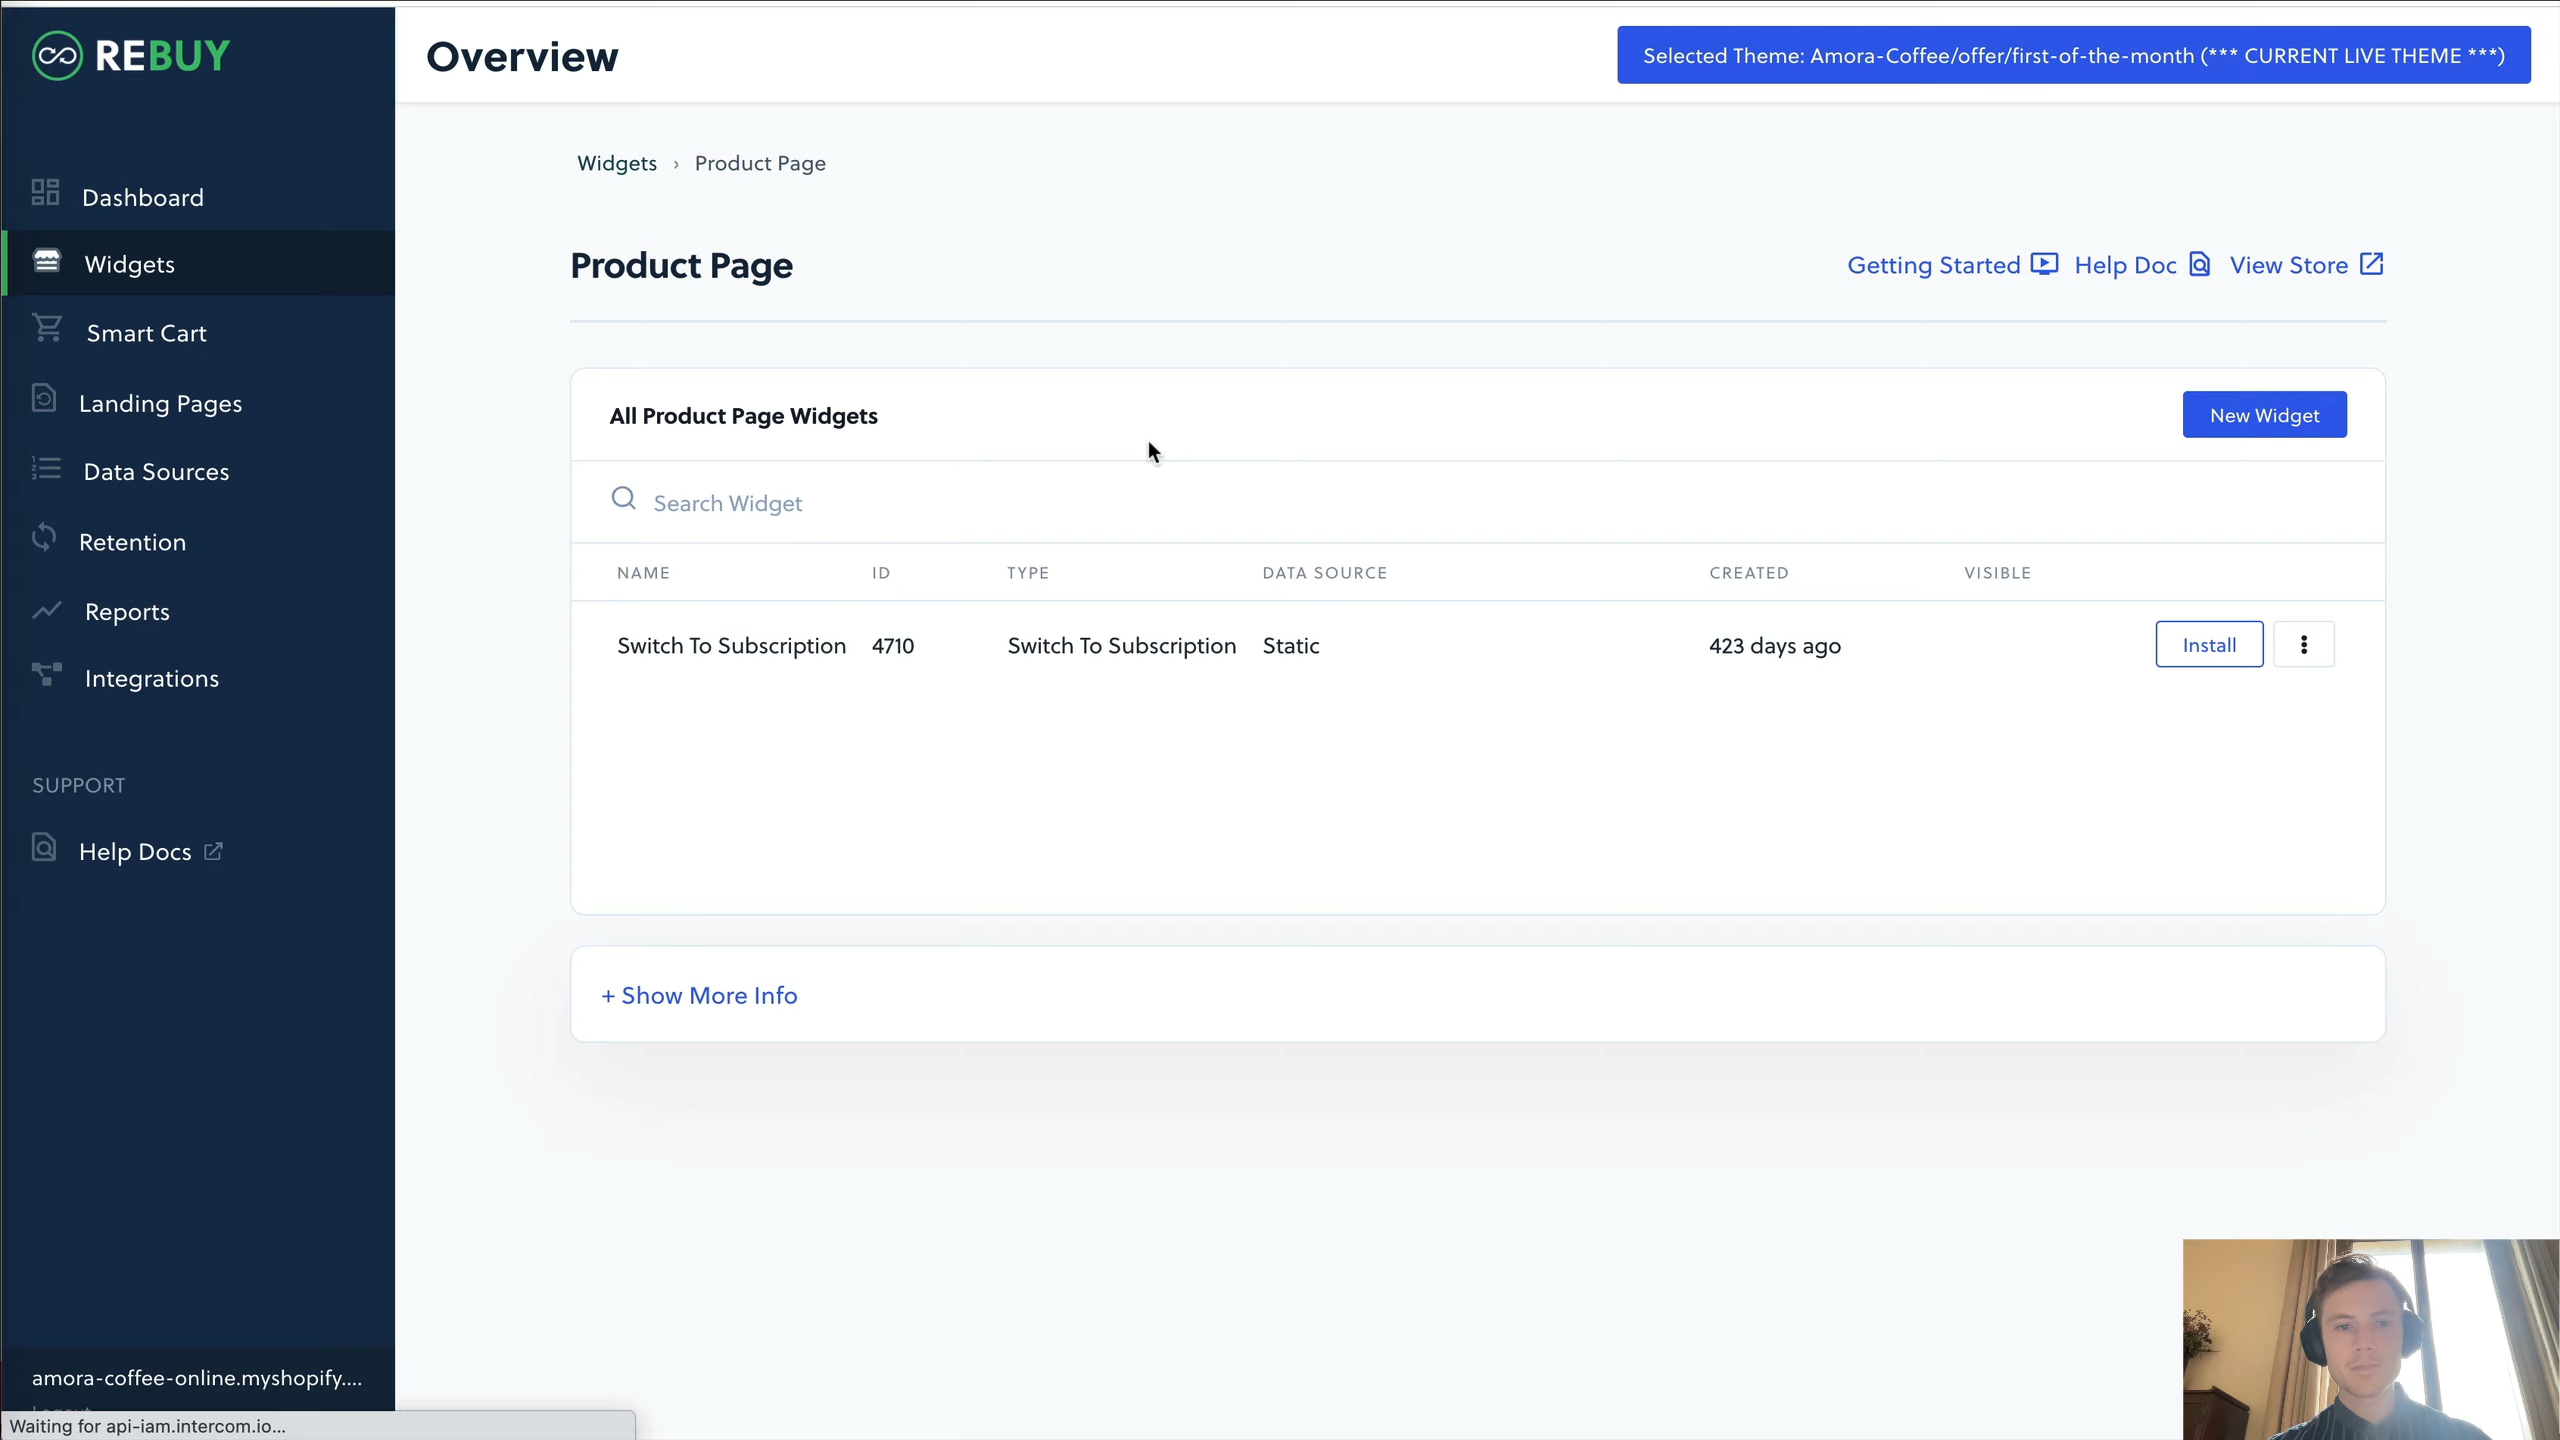 REBUY
Overview
Selected Theme: Amora-Coffee/offer/first-of-the-month (*** CURRENT LIVE THEME ***)
Dashboard
Widgets
Smart Cart
Landing Pages
Data Sources
Retention
Reports
Integrations
SUPPORT
Help Docs
amora-coffee-online.myshopify....
Logout
Waiting for api-iam.intercom.io...
Widgets › Product Page
Product Page
Getting Started Help Doc View Store
All Product Page Widgets
New Widget
Search Widget
NAME ID TYPE DATA SOURCE CREATED VISIBLE
Switch To Subscription 4710 Switch To Subscription Static 423 days ago Install
+ Show More Info